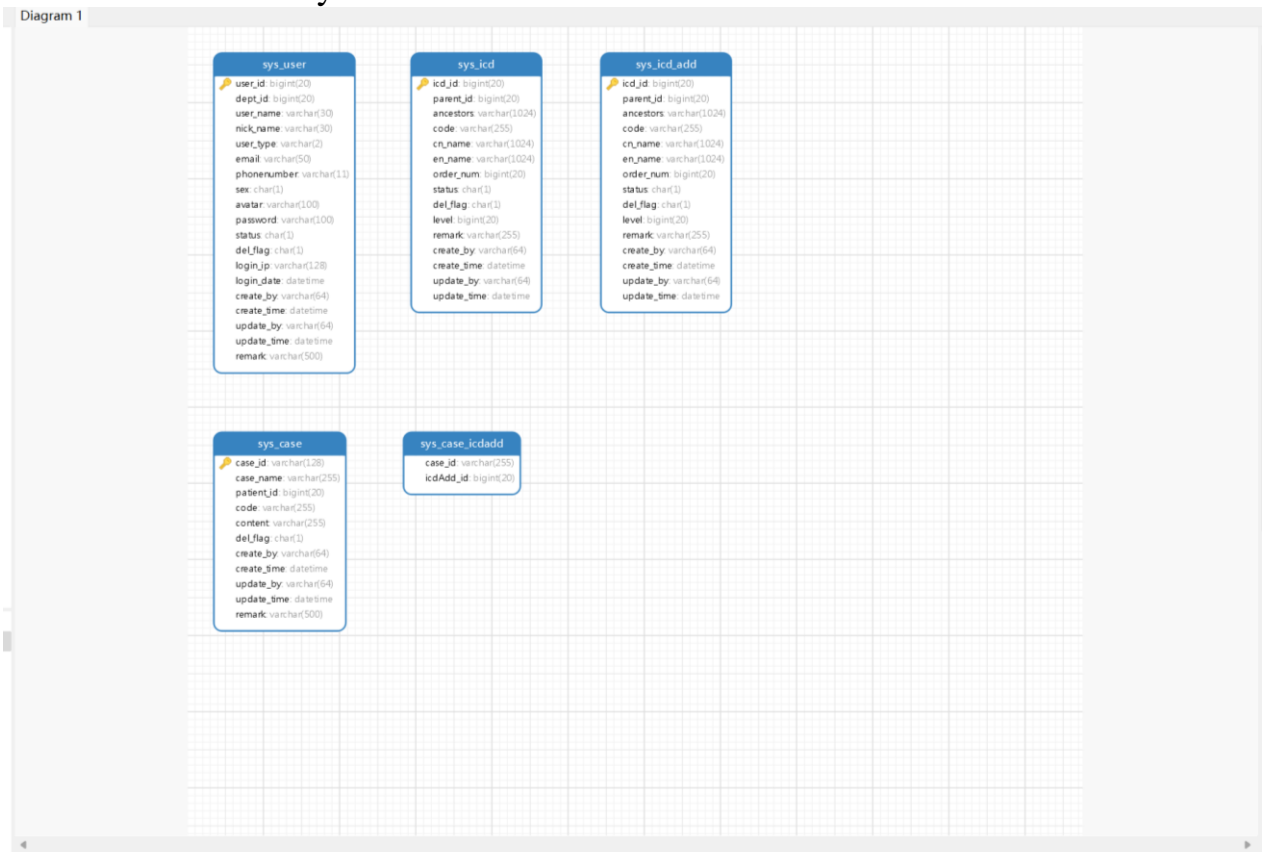 Diagram 1
sys_user
user_id: bigint(20)
dept_id: bigint(20)
user_name: varchar(30)
nick_name: varchar(30)
user_type: varchar(2)
email: varchar(50)
phonenumber: varchar(11)
sex: char(1)
avatar: varchar(100)
password: varchar(100)
status: char(1)
del_flag: char(1)
login_ip: varchar(128)
login_date: datetime
create_by: varchar(64)
create_time: datetime
update_by: varchar(64)
update_time: datetime
remark: varchar(500)
sys_icd
icd_id: bigint(20)
parent_id: bigint(20)
ancestors: varchar(1024)
code: varchar(255)
cn_name: varchar(1024)
en_name: varchar(1024)
order_num: bigint(20)
status: char(1)
del_flag: char(1)
level: bigint(20)
remark: varchar(255)
create_by: varchar(64)
create_time: datetime
update_by: varchar(64)
update_time: datetime
sys_icd_add
icd_id: bigint(20)
parent_id: bigint(20)
ancestors: varchar(1024)
code: varchar(255)
cn_name: varchar(1024)
en_name: varchar(1024)
order_num: bigint(20)
status: char(1)
del_flag: char(1)
level: bigint(20)
remark: varchar(255)
create_by: varchar(64)
create_time: datetime
update_by: varchar(64)
update_time: datetime
sys_case
case_id: varchar(128)
case_name: varchar(255)
patient_id: bigint(20)
code: varchar(255)
content: varchar(255)
del_flag: char(1)
create_by: varchar(64)
create_time: datetime
update_by: varchar(64)
update_time: datetime
remark: varchar(500)
sys_case_icdadd
case_id: varchar(255)
icdAdd_id: bigint(20)